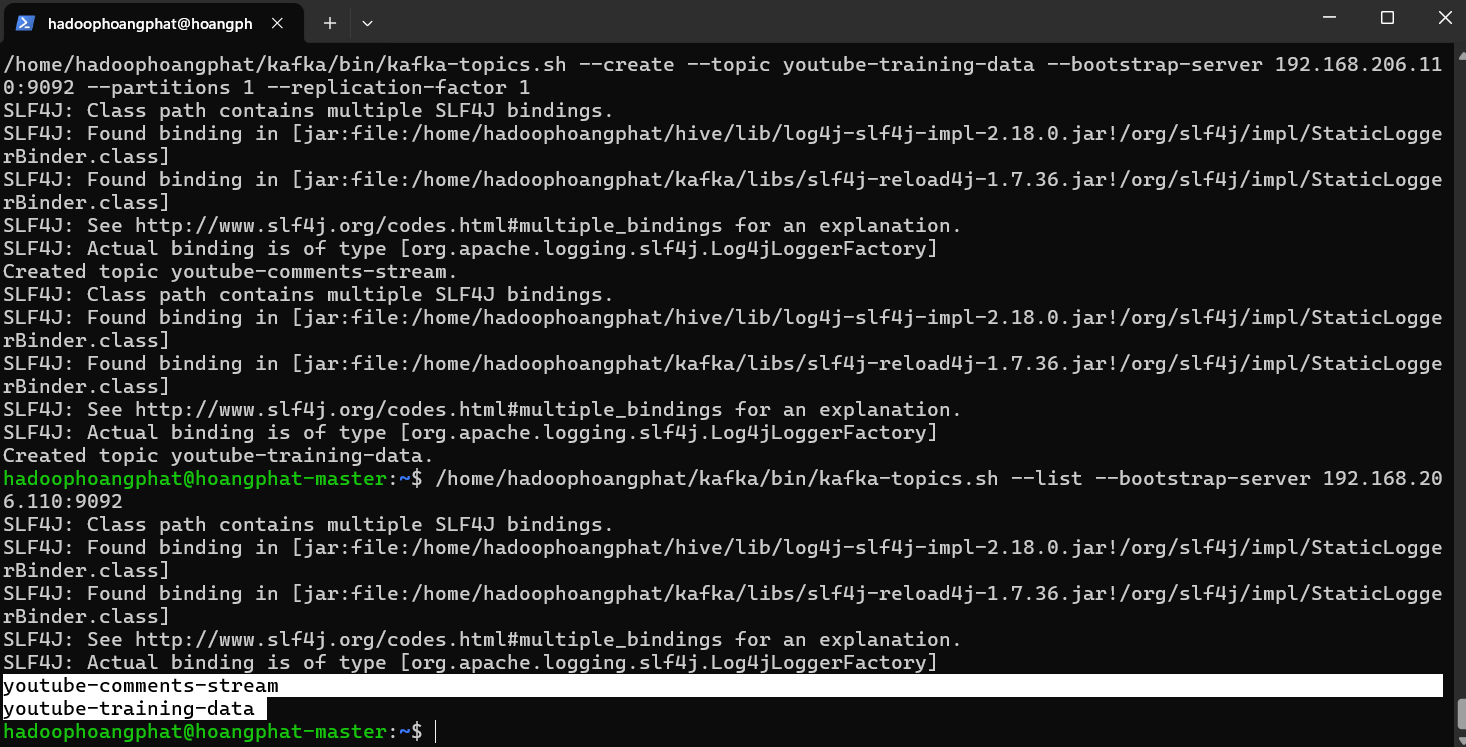 hadoophoangphat@hoangph
/home/hadoophoangphat/kafka/bin/kafka-topics.sh --create --topic youtube-training-data --bootstrap-server 192.168.206.11
0:9092 --partitions 1 --replication-factor 1
SLF4J: Class path contains multiple SLF4J bindings.
SLF4J: Found binding in [jar:file:/home/hadoophoangphat/hive/lib/log4j-slf4j-impl-2.18.0.jar!/org/slf4j/impl/StaticLogge
rBinder.class]
SLF4J: Found binding in [jar:file:/home/hadoophoangphat/kafka/libs/slf4j-reload4j-1.7.36.jar!/org/slf4j/impl/StaticLogge
rBinder.class]
SLF4J: See http://www.slf4j.org/codes.html#multiple_bindings for an explanation.
SLF4J: Actual binding is of type [org.apache.logging.slf4j.Log4jLoggerFactory]
Created topic youtube-comments-stream.
SLF4J: Class path contains multiple SLF4J bindings.
SLF4J: Found binding in [jar:file:/home/hadoophoangphat/hive/lib/log4j-slf4j-impl-2.18.0.jar!/org/slf4j/impl/StaticLogge
rBinder.class]
SLF4J: Found binding in [jar:file:/home/hadoophoangphat/kafka/libs/slf4j-reload4j-1.7.36.jar!/org/slf4j/impl/StaticLogge
rBinder.class]
SLF4J: See http://www.slf4j.org/codes.html#multiple_bindings for an explanation.
SLF4J: Actual binding is of type [org.apache.logging.slf4j.Log4jLoggerFactory]
Created topic youtube-training-data.
hadoophoangphat@hoangphat-master:~$ /home/hadoophoangphat/kafka/bin/kafka-topics.sh --list --bootstrap-server 192.168.20
6.110:9092
SLF4J: Class path contains multiple SLF4J bindings.
SLF4J: Found binding in [jar:file:/home/hadoophoangphat/hive/lib/log4j-slf4j-impl-2.18.0.jar!/org/slf4j/impl/StaticLogge
rBinder.class]
SLF4J: Found binding in [jar:file:/home/hadoophoangphat/kafka/libs/slf4j-reload4j-1.7.36.jar!/org/slf4j/impl/StaticLogge
rBinder.class]
SLF4J: See http://www.slf4j.org/codes.html#multiple_bindings for an explanation.
SLF4J: Actual binding is of type [org.apache.logging.slf4j.Log4jLoggerFactory]
youtube-comments-stream
youtube-training-data
hadoophoangphat@hoangphat-master:~$